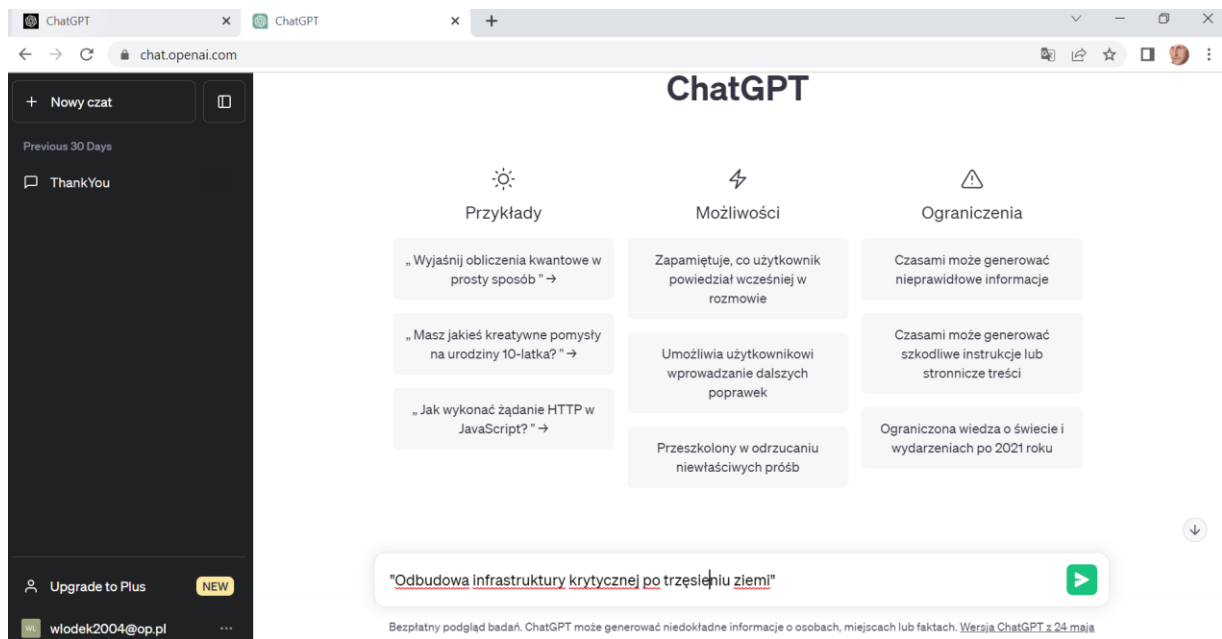 ChatGPT
ChatGPT
chat.openai.com
+ Nowy czat
Previous 30 Days
ThankYou
ChatGPT
Przykłady
„ Wyjaśnij obliczenia kwantowe w
prosty sposób ” →
„ Masz jakieś kreatywne pomysły
na urodziny 10-latka? ” →
„ Jak wykonać żądanie HTTP w
JavaScript? ” →
Możliwości
Zapamiętuje, co użytkownik
powiedział wcześniej w
rozmowie
Umożliwia użytkownikowi
wprowadzanie dalszych
poprawek
Przeszkolony w odrzucaniu
niewłaściwych próśb
Ograniczenia
Czasami może generować
nieprawidłowe informacje
Czasami może generować
szkodliwe instrukcje lub
stronnicze treści
Ograniczona wiedza o świecie i
wydarzeniach po 2021 roku
"Odbudowa infrastruktury krytycznej po trzęsieniu ziemi"
Bezpłatny podgląd badań. ChatGPT może generować niedokładne informacje o osobach, miejscach lub faktach. Wersja ChatGPT z 24 maja
Upgrade to Plus NEW
WL wlodek2004@op.pl ...